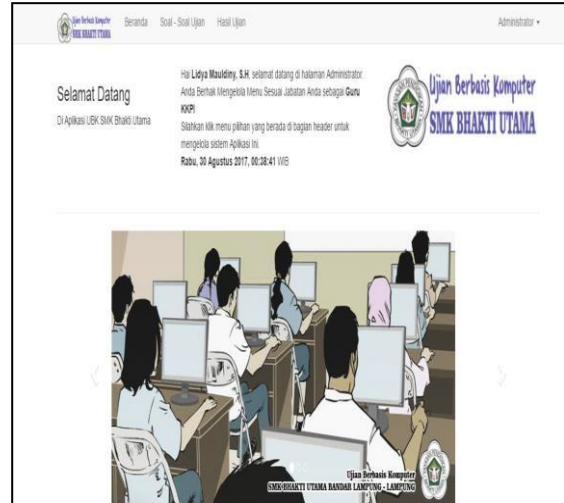 Ujian Berbasis Komputer
SMK BHAKTI UTAMA
Beranda
Soal - Soal Ujian
Hasil Ujian
Administrator
Selamat Datang
Di Aplikasi UBK SMK Bhakti Utama
Hai Lidya Mauldiny, S.H, selamat datang di halaman Administrator.
Anda Berhak Mengelola Menu Sesuai Jabatan Anda sebagai Guru
KKPI
Silahkan klik menu pilihan yang berada di bagian header untuk
mengelola sistem Aplikasi Ini.
Rabu, 30 Agustus 2017, 00:38:41 WIB
Ujian Berbasis Komputer
SMK BHAKTI UTAMA
Ujian Berbasis Komputer
SMK BHAKTI UTAMA BANDAR LAMPUNG - LAMPUNG